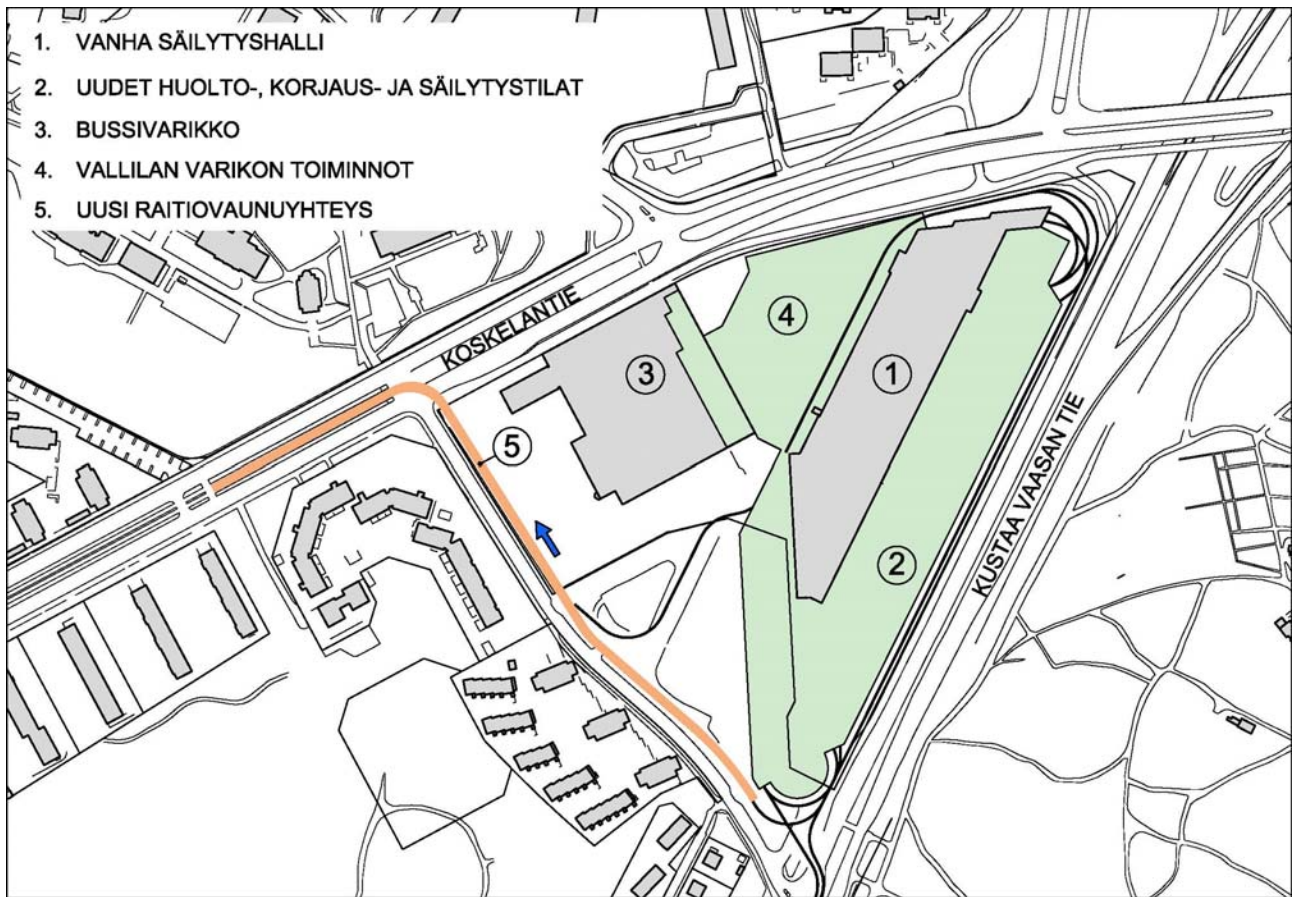 1. VANHA SÄILYTYSHALLI
2. UUDET HUOLTO-, KORJAUS- JA SÄILYTYSTILAT
3. BUSSIVARIKKO
4. VALLILAN VARIKON TOIMINNOT
5. UUSI RAITIOVAUNUYHTEYS
KOSKELANTIE
4
3
1
5
2
KUSTAA VAASAN TIE